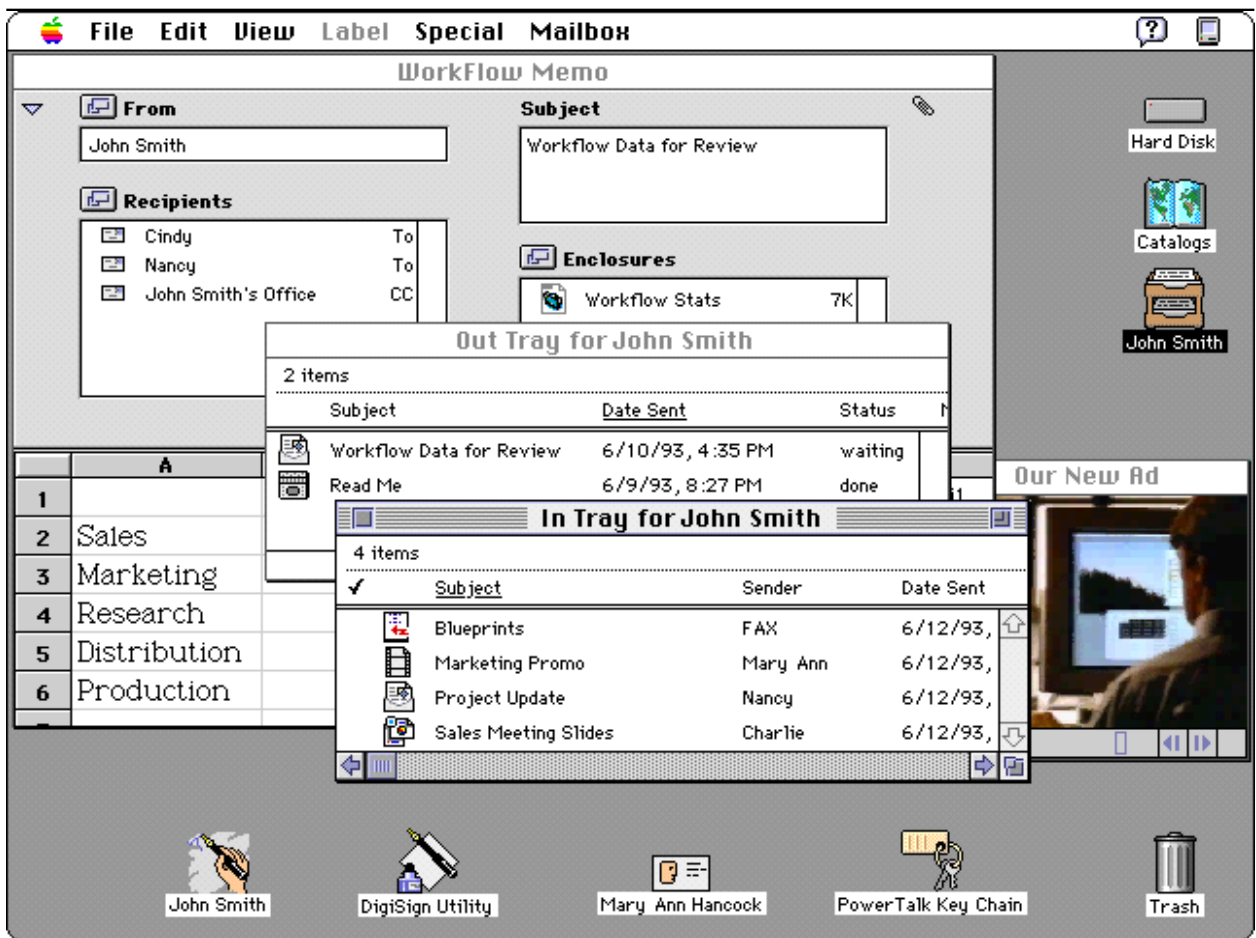 File Edit View Label Special Mailbox
WorkFlow Memo
From
John Smith
Subject
Workflow Data for Review
Recipients
Cindy To
Nancy To
John Smith's Office CC
Enclosures
Workflow Stats 7K
Hard Disk
Catalogs
John Smith
Out Tray for John Smith
2 items
Subject Date Sent Status
Workflow Data for Review 6/10/93, 4:35 PM waiting
Read Me 6/9/93, 8:27 PM done
A
1
2 Sales
3 Marketing
4 Research
5 Distribution
6 Production
Our New Ad
In Tray for John Smith
4 items
✓ Subject Sender Date Sent
Blueprints FAX 6/12/93,
Marketing Promo Mary Ann 6/12/93,
Project Update Nancy 6/12/93,
Sales Meeting Slides Charlie 6/12/93,
John Smith
DigiSign Utility
Mary Ann Hancock
PowerTalk Key Chain
Trash